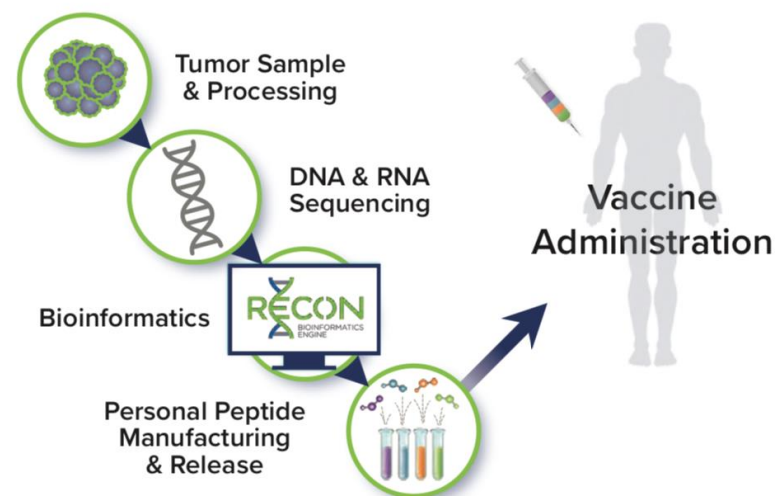 Tumor Sample
& Processing
DNA & RNA
Sequencing
Bioinformatics
RECON
BIOINFORMATICS
ENGINE
Personal Peptide
Manufacturing
& Release
Vaccine
Administration